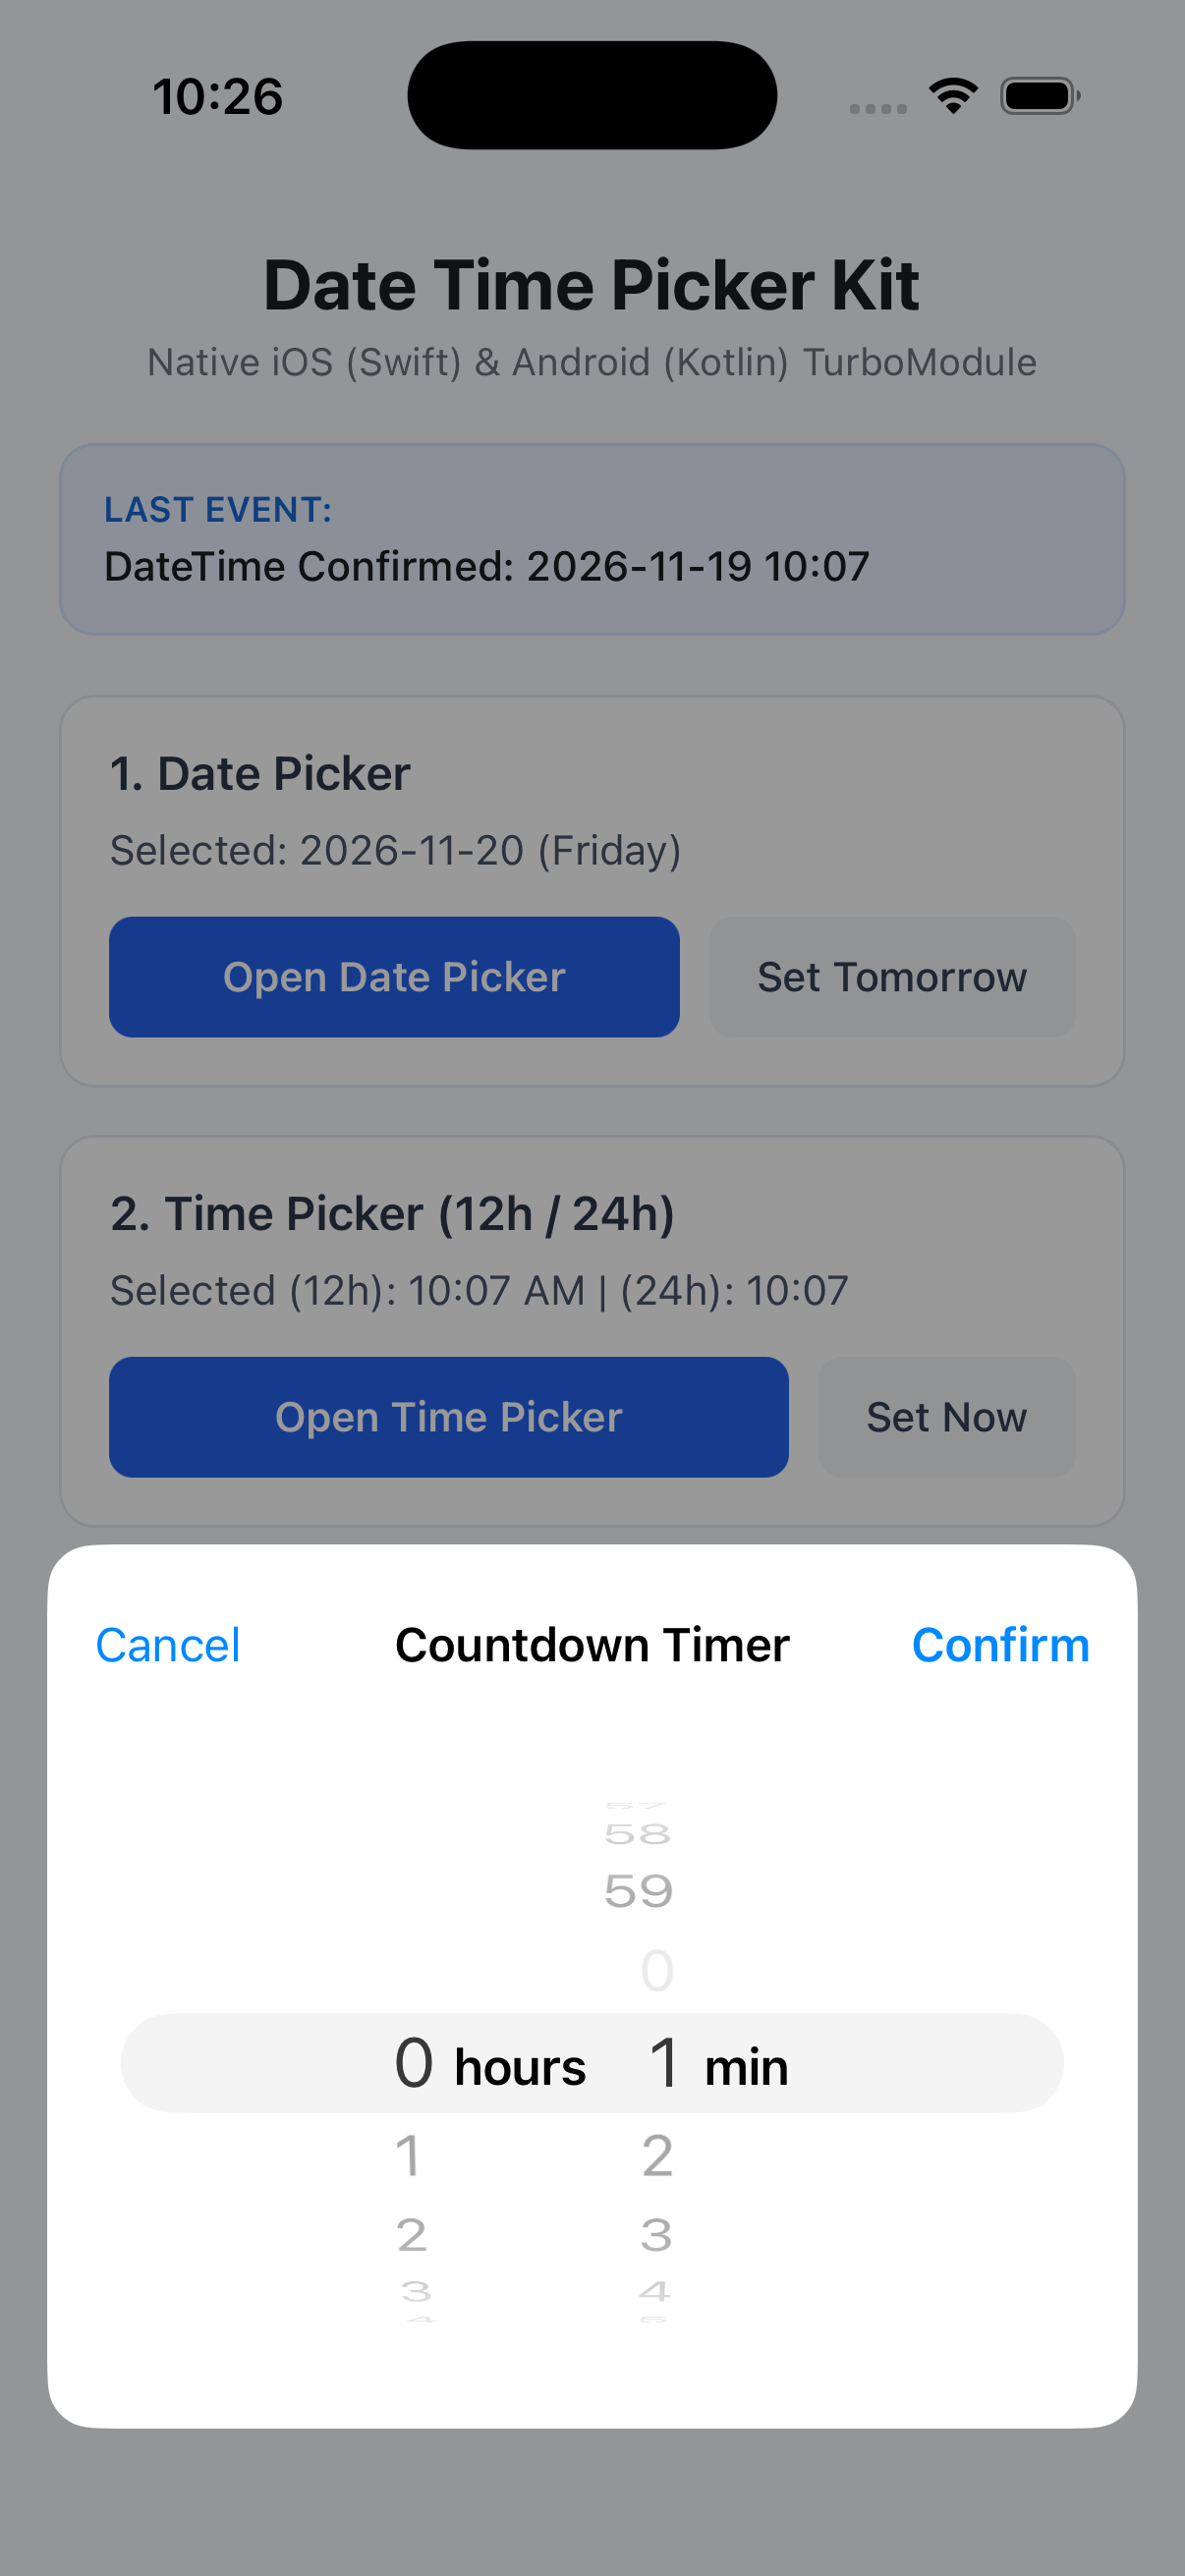 10:26
Date Time Picker Kit
Native iOS (Swift) & Android (Kotlin) TurboModule
LAST EVENT:
DateTime Confirmed: 2026-11-19 10:07
1. Date Picker
Selected: 2026-11-20 (Friday)
Open Date Picker
Set Tomorrow
2. Time Picker (12h / 24h)
Selected (12h): 10:07 AM | (24h): 10:07
Open Time Picker
Set Now
Cancel
Countdown Timer
Confirm
57
58
59
0
0 hours 1 min
1 2
2 3
3 4
4 5